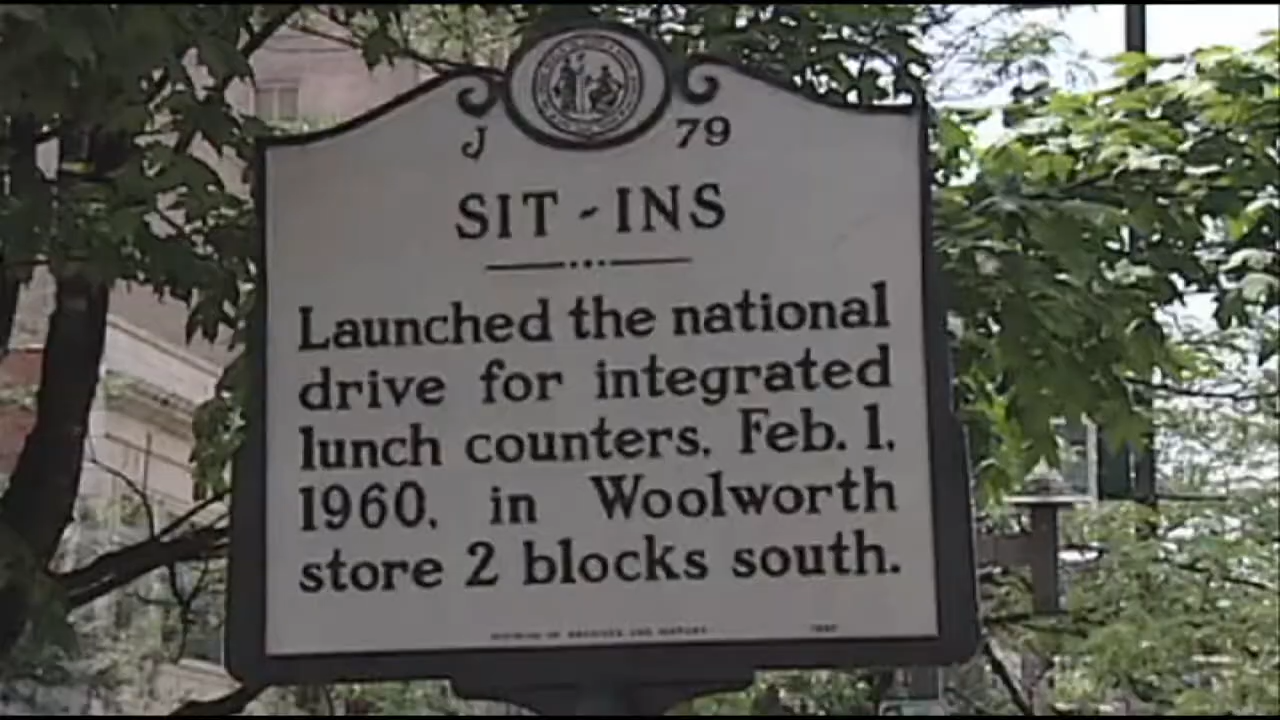 J 79
SIT-INS
Launched the national
drive for integrated
lunch counters, Feb. 1,
1960, in Woolworth
store 2 blocks south.